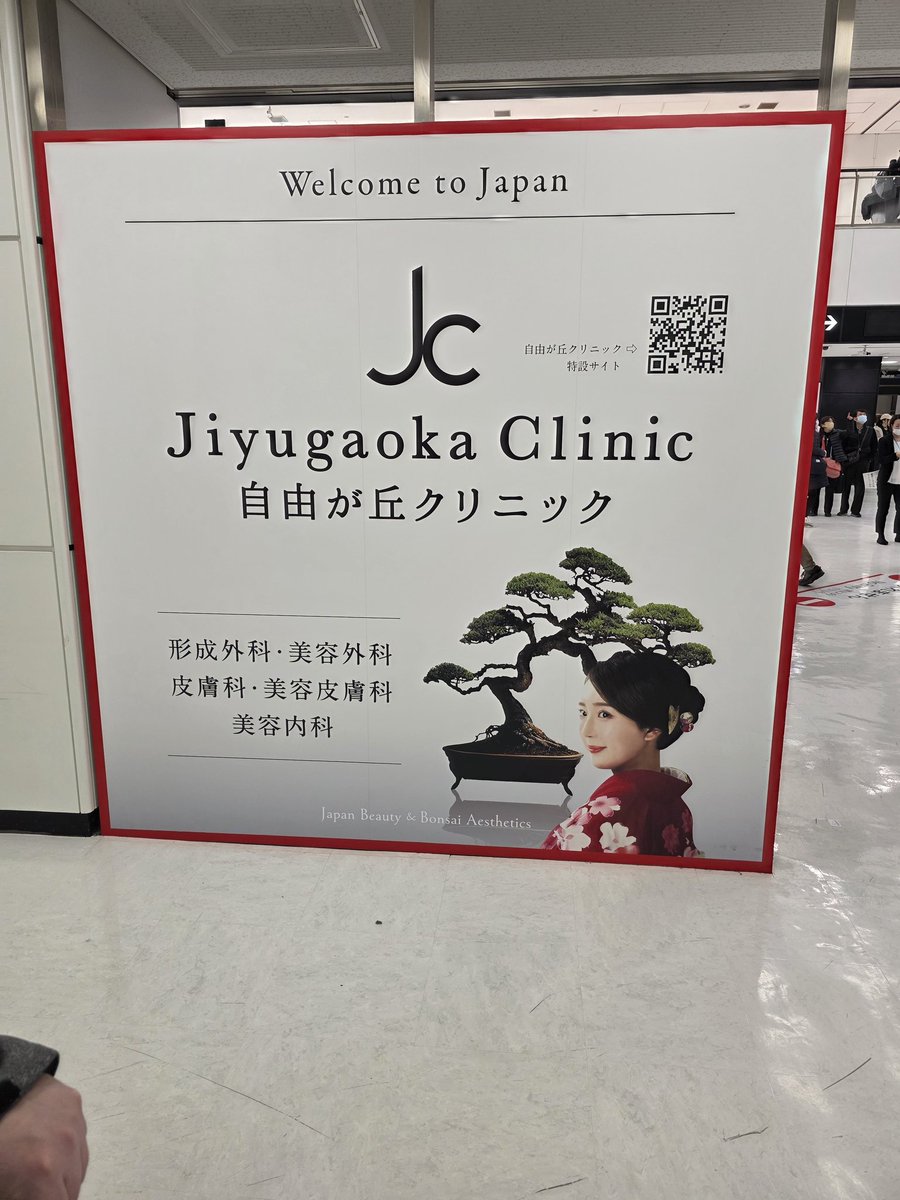 Welcome to Japan
JC
自由が丘クリニック ⇨
特設サイト
Jiyugaoka Clinic
自由が丘クリニック
形成外科・美容外科
皮膚科・美容皮膚科
美容内科
Japan Beauty & Bonsai Aesthetics